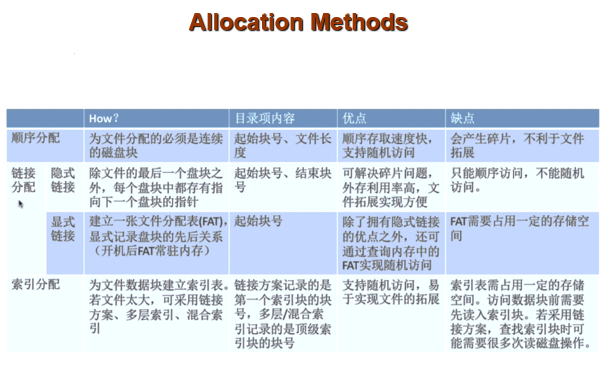 Allocation Methods
How? 目录项内容 优点 缺点
顺序分配 为文件分配的必须是连续 起始块号、文件长 顺序存取速度快， 会产生碎片，不利于文件
的磁盘块 度 支持随机访问 拓展
链接 隐式 除文件的最后一个盘块之 起始块号、结束块 可解决碎片问题， 只能顺序访问，不能随机
分配 链接 外，每个盘块中都存有指 号 外存利用率高，文 访问。
向下一个盘块的指针 件拓展实现方便
显式 建立一张文件分配表(FAT)， 起始块号 除了拥有隐式链接 FAT需要占用一定的存储空
链接 显式记录盘块的先后关系 的优点之外，还可 间
（开机后FAT常驻内存） 通过查询内存中的
FAT实现随机访问
索引分配 为文件数据块建立索引表。 链接方案记录的是 支持随机访问，易 索引表需占用一定的存储
若文件太大，可采用链接 第一个索引块的块 于实现文件的拓展 空间。访问数据块前需要
方案、多层索引、混合索 号，多层/混合索 先读入索引块。若采用链
引 引记录的是顶级索 接方案，查找索引块时可
引块的块号 能需要很多次读磁盘操作。